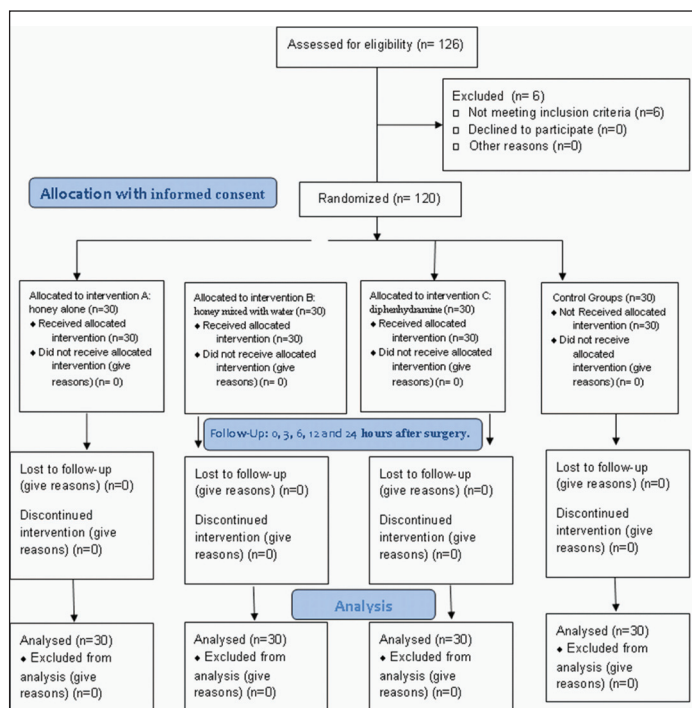 Assessed for eligibility (n= 126)
Excluded (n= 6)
□ Not meeting inclusion criteria (n=6)
□ Declined to participate (n=0)
□ Other reasons (n=0)
Allocation with informed consent
Randomized (n= 120)
Allocated to intervention A:
honey alone (n=30)
◆ Received allocated
intervention (n=30)
◆ Did not receive allocated
intervention (give
reasons) (n= 0)
Allocated to intervention B:
honey mixed with water (n=30)
◆ Received allocated
intervention (n=30)
◆ Did not receive allocated
intervention (give
reasons) (n= 0)
Allocated to intervention C:
diphenhydramine (n=30)
◆ Received allocated
intervention (n=30)
◆ Did not receive allocated
intervention (give
reasons) (n= 0)
Control Groups (n=30)
◆ Not Received allocated
intervention (n=30)
◆ Did not receive
allocated
intervention (give
reasons) (n= 0)
Follow-Up: 0, 3, 6, 12 and 24 hours after surgery.
Lost to follow-up
(give reasons) (n=0)
Discontinued
intervention (give
reasons) (n=0)
Lost to follow-up
(give reasons) (n=0)
Discontinued
intervention (give
reasons) (n=0)
Lost to follow-up
(give reasons) (n=0)
Discontinued
intervention (give
reasons) (n=0)
Lost to follow-up
(give reasons) (n=0)
Discontinued
intervention (give
reasons) (n=0)
Analysis
Analysed (n=30)
◆ Excluded from
analysis (give
reasons) (n=0)
Analysed (n=30)
◆ Excluded from
analysis (give
reasons) (n=0)
Analysed (n=30)
◆ Excluded from
analysis (give
reasons) (n=0)
Analysed (n=30)
◆ Excluded from
analysis (give
reasons) (n=0)